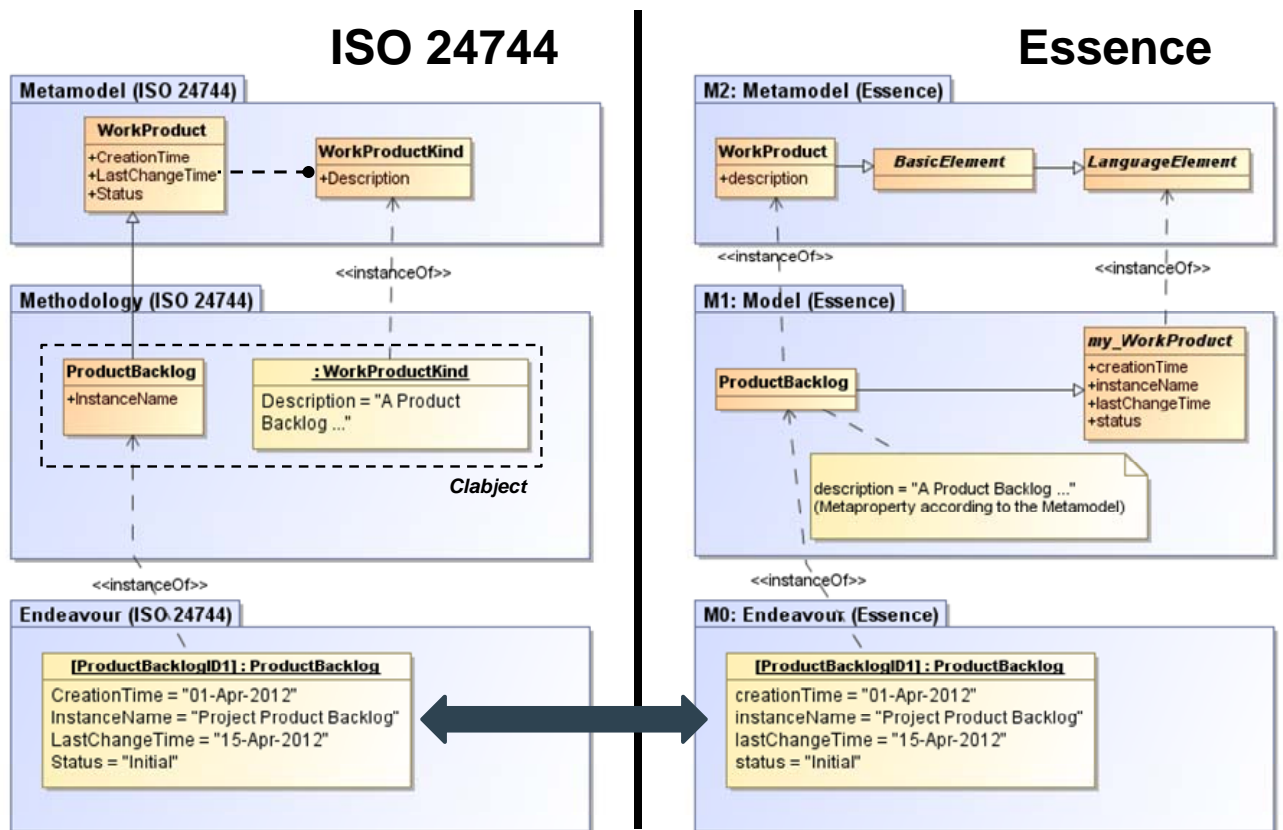 ISO 24744
Metamodel (ISO 24744)
WorkProduct
+CreationTime
+LastChangeTime
+Status
WorkProductKind
+Description
<<instanceOf>>
Methodology (ISO 24744)
ProductBacklog
+InstanceName
: WorkProductKind
Description = "A Product
Backlog ..."
Clabject
<<instanceOf>>
Endeavour (ISO 24744)
[ProductBacklogID1] : ProductBacklog
CreationTime = "01-Apr-2012"
InstanceName = "Project Product Backlog"
LastChangeTime = "15-Apr-2012"
Status = "Initial"
Essence
M2: Metamodel (Essence)
WorkProduct
+description
BasicElement
LanguageElement
<<instanceOf>>
<<instanceOf>>
M1: Model (Essence)
ProductBacklog
my_WorkProduct
+creationTime
+instanceName
+lastChangeTime
+status
description = "A Product Backlog ..."
(Metaproperty according to the Metamodel)
<<instanceOf>>
M0: Endeavour (Essence)
[ProductBacklogID1] : ProductBacklog
creationTime = "01-Apr-2012"
instanceName = "Project Product Backlog"
lastChangeTime = "15-Apr-2012"
status = "Initial"